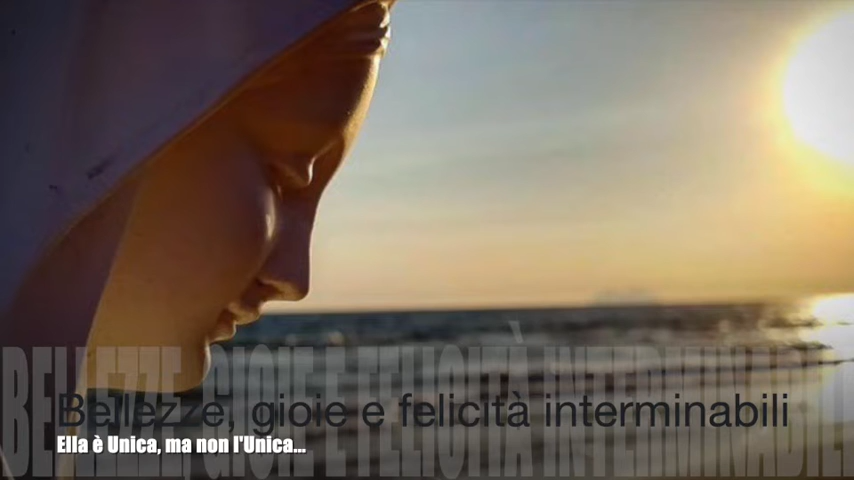 BELLEZZE, GIOIE E FELICITÀ INTERMINABILI
Bellezze, gioie e felicità interminabili
Ella è Unica, ma non l'Unica...